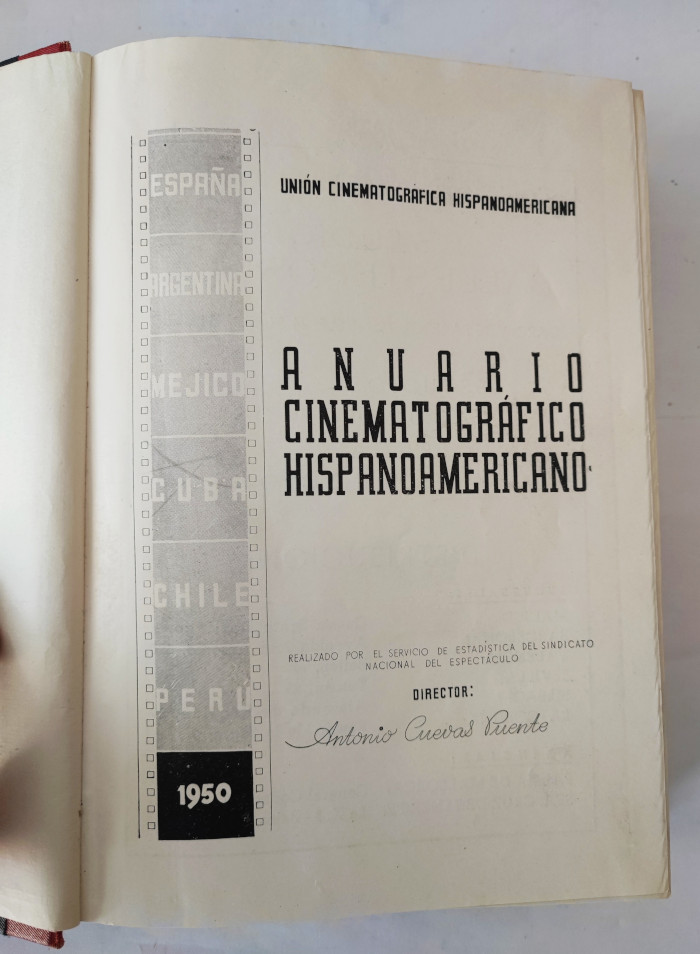 ESPAÑA
ARGENTINA
MEJICO
CUBA
CHILE
PERÚ
1950
UNIÓN CINEMATOGRÁFICA HISPANOAMERICANA
ANUARIO
CINEMATOGRÁFICO
HISPANOAMERICANO
REALIZADO POR EL SERVICIO DE ESTADÍSTICA DEL SINDICATO
NACIONAL DEL ESPECTÁCULO
DIRECTOR:
Antonio Cuevas Puente